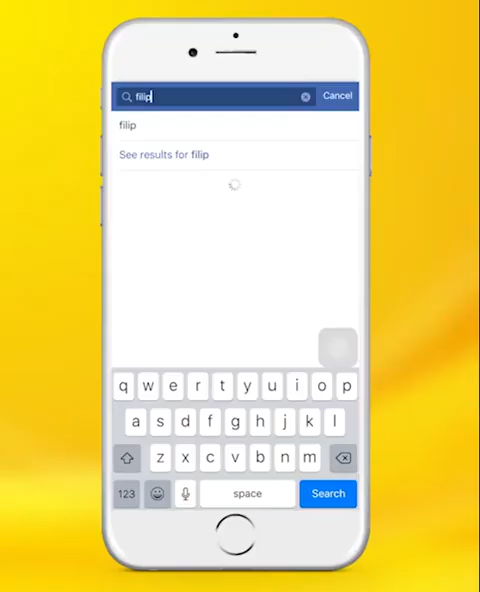 filip Cancel
filip
See results for filip
q w e r t y u i o p
a s d f g h j k l
z x c v b n m
123 space Search